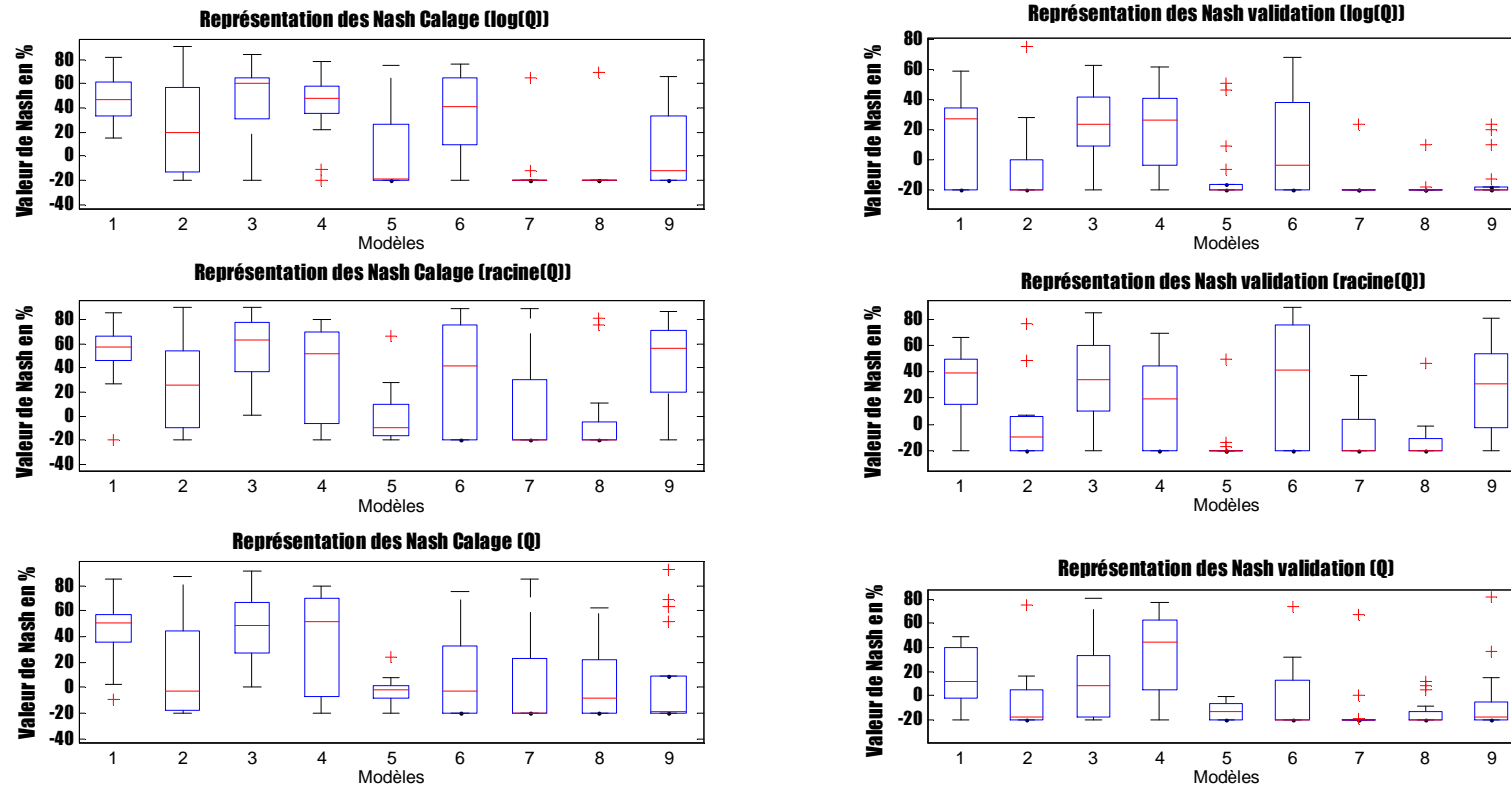 Représentation des Nash Calage (log(Q))
Valeur de Nash en %
80
60
40
20
0
-20
-40
1 2 3 4 5 6 7 8 9
Modèles
Représentation des Nash validation (log(Q))
Valeur de Nash en %
80
60
40
20
0
-20
1 2 3 4 5 6 7 8 9
Modèles
Représentation des Nash Calage (racine(Q))
Valeur de Nash en %
80
60
40
20
0
-20
-40
1 2 3 4 5 6 7 8 9
Modèles
Représentation des Nash validation (racine(Q))
Valeur de Nash en %
80
60
40
20
0
-20
1 2 3 4 5 6 7 8 9
Modèles
Représentation des Nash Calage (Q)
Valeur de Nash en %
80
60
40
20
0
-20
-40
1 2 3 4 5 6 7 8 9
Modèles
Représentation des Nash validation (Q)
Valeur de Nash en %
80
60
40
20
0
-20
1 2 3 4 5 6 7 8 9
Modèles